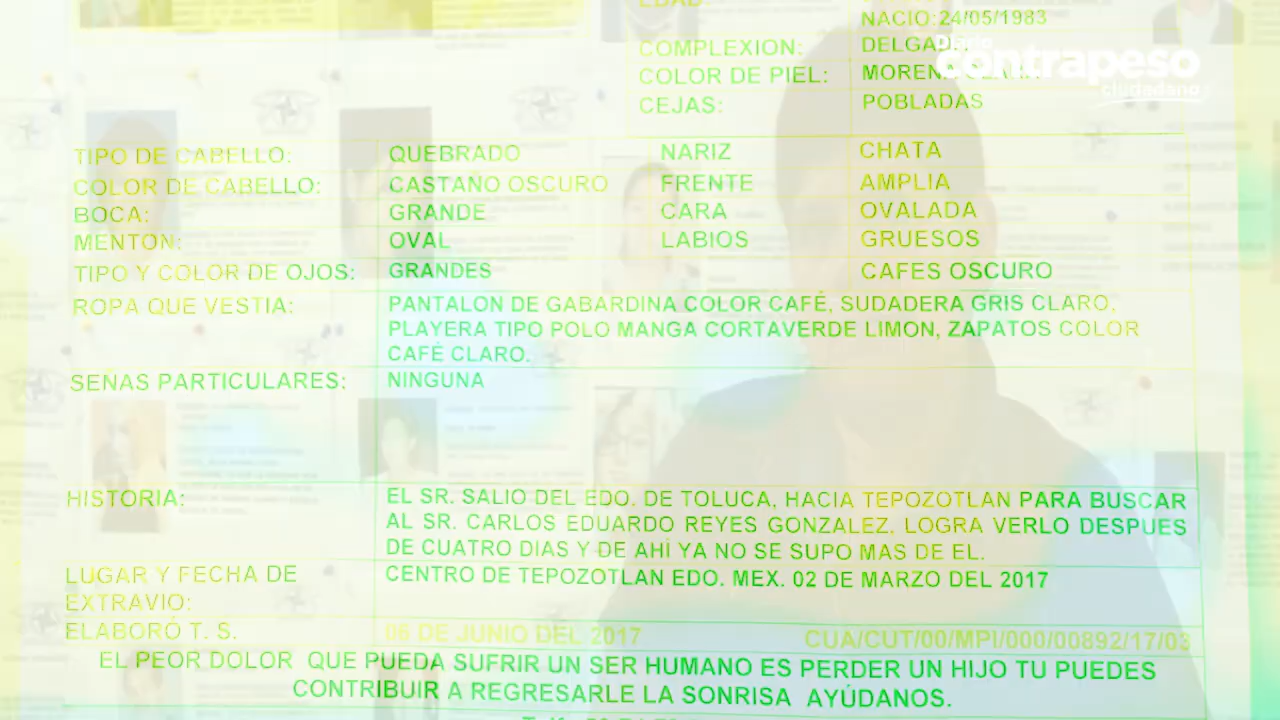 EDAD
NACIO: 24/05/1983
COMPLEXION:
COLOR DE PIEL: MORENA
CEJAS: POBLADAS
Diario
contrapeso
ciudadano
TIPO DE CABELLO: QUEBRADO NARIZ CHATA
COLOR DE CABELLO: CASTAÑO OSCURO FRENTE AMPLIA
BOCA: GRANDE CARA OVALADA
MENTON: OVAL LABIOS GRUESOS
TIPO Y COLOR DE OJOS: GRANDES CAFES OSCURO
ROPA QUE VESTIA: PANTALON DE GABARDINA COLOR CAFÉ, SUDADERA GRIS CLARO,
PLAYERA TIPO POLO MANGA CORTAVERDE LIMON, ZAPATOS COLOR
CAFÉ CLARO.
SEÑAS PARTICULARES: NINGUNA
HISTORIA: EL SR. SALIO DEL EDO. DE TOLUCA, HACIA TEPOZOTLAN PARA BUSCAR
AL SR. CARLOS EDUARDO REYES GONZALEZ. LOGRA VERLO DESPUES
DE CUATRO DIAS Y DE AHÍ YA NO SE SUPO MAS DE EL.
LUGAR Y FECHA DE CENTRO DE TEPOZOTLAN EDO. MEX. 02 DE MARZO DEL 2017
EXTRAVIO:
ELABORÓ T. S. 06 DE JUNIO DEL 2017 CUA/CUT/00/MPI/000/00892/17/03
EL PEOR DOLOR QUE PUEDA SUFRIR UN SER HUMANO ES PERDER UN HIJO TU PUEDES
CONTRIBUIR A REGRESARLE LA SONRISA AYÚDANOS.